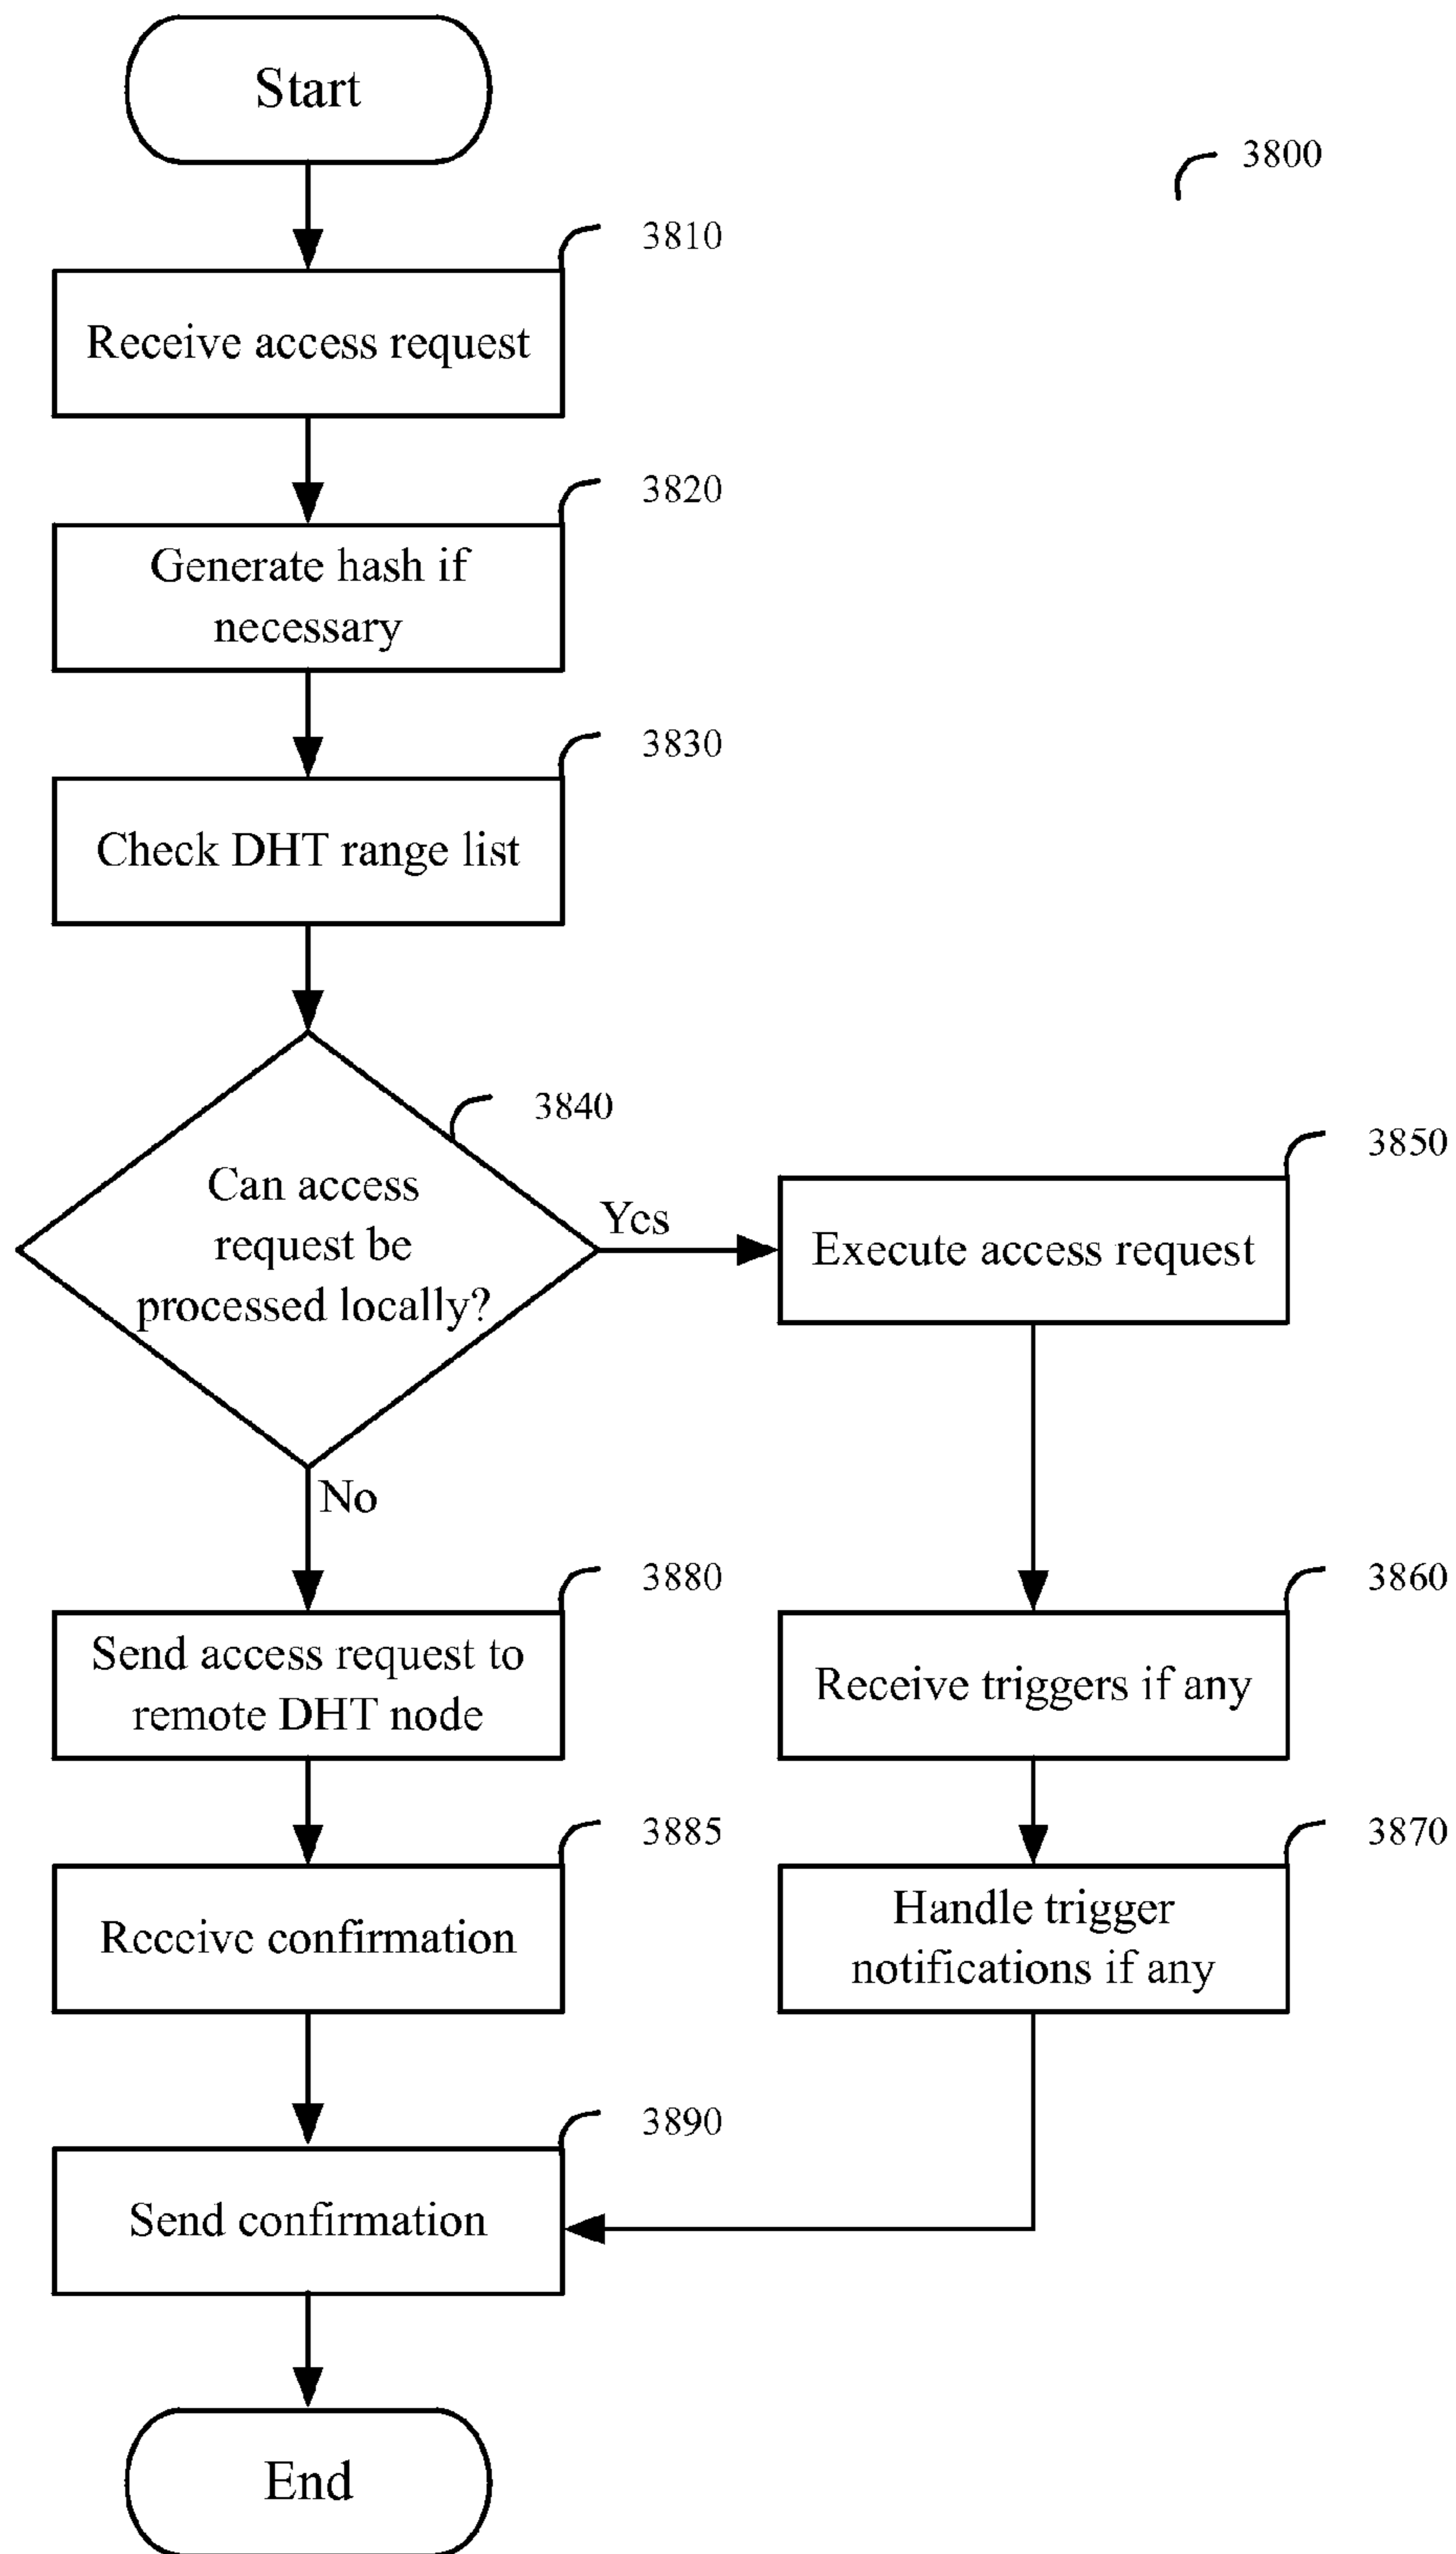 Start
3800
3810
Receive access request
3820
Generate hash if
necessary
3830
Check DHT range list
3840
Can access
request be
processed locally?
Yes
3850
Execute access request
No
3880
Send access request to
remote DHT node
3860
Receive triggers if any
3885
Receive confirmation
3870
Handle trigger
notifications if any
3890
Send confirmation
End